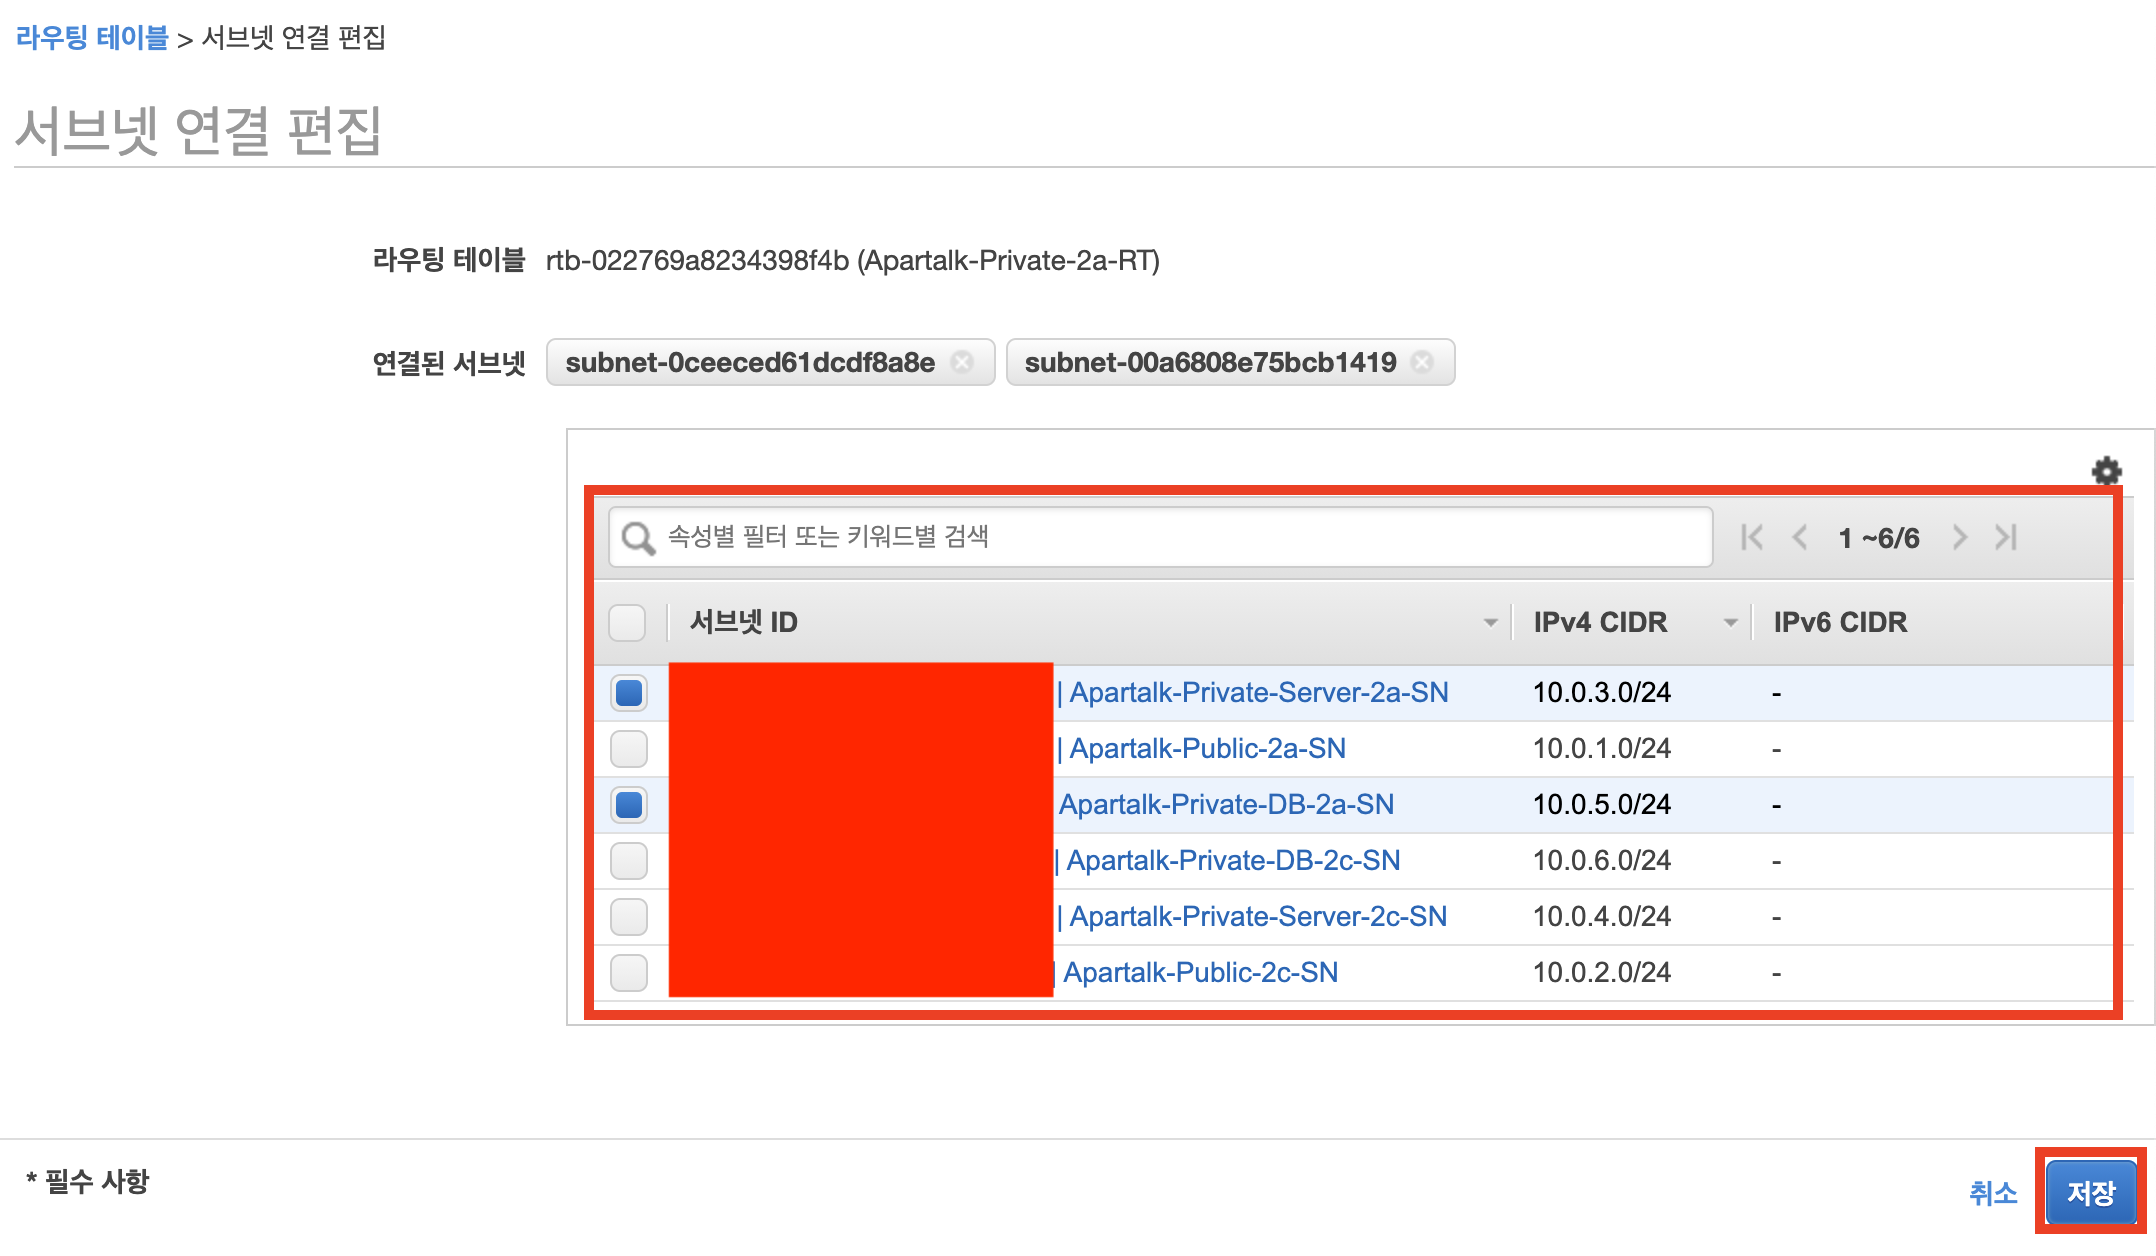 라우팅 테이블 > 서브넷 연결 편집
서브넷 연결 편집
라우팅 테이블 rtb-022769a8234398f4b (Apartalk-Private-2a-RT)
연결된 서브넷 subnet-0ceeced61dcdf8a8e subnet-00a6808e75bcb1419
속성별 필터 또는 키워드별 검색 1 ~6/6
서브넷 ID IPv4 CIDR IPv6 CIDR
| Apartalk-Private-Server-2a-SN 10.0.3.0/24 -
| Apartalk-Public-2a-SN 10.0.1.0/24 -
Apartalk-Private-DB-2a-SN 10.0.5.0/24 -
| Apartalk-Private-DB-2c-SN 10.0.6.0/24 -
| Apartalk-Private-Server-2c-SN 10.0.4.0/24 -
| Apartalk-Public-2c-SN 10.0.2.0/24 -
* 필수 사항
취소 저장